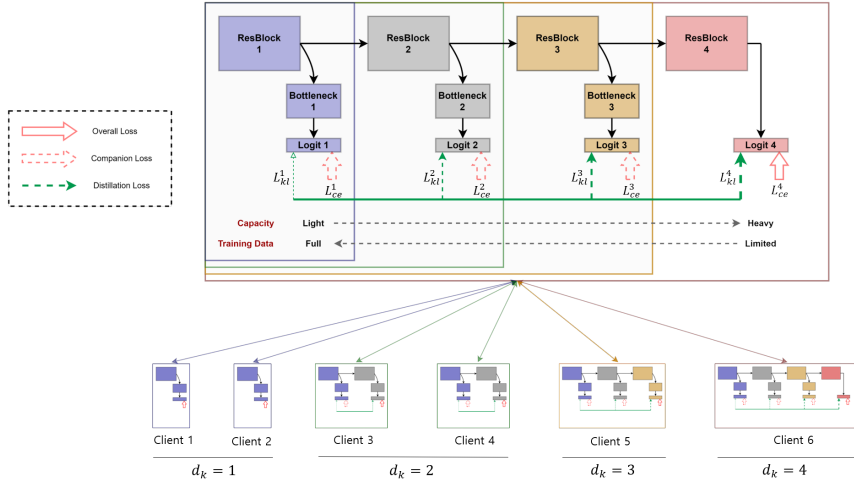 ResBlock
1
ResBlock
2
ResBlock
3
ResBlock
4
Bottleneck
1
Bottleneck
2
Bottleneck
3
Logit 1
Logit 2
Logit 3
Logit 4
Overall Loss
Companion Loss
Distillation Loss
$L_{kl}^{1}$
$L_{ce}^{1}$
$L_{kl}^{2}$
$L_{ce}^{2}$
$L_{kl}^{3}$
$L_{ce}^{3}$
$L_{kl}^{4}$
$L_{ce}^{4}$
Capacity Light Heavy
Training Data Full Limited
Client 1 Client 2 Client 3 Client 4 Client 5 Client 6
$d_k = 1$ $d_k = 2$ $d_k = 3$ $d_k = 4$